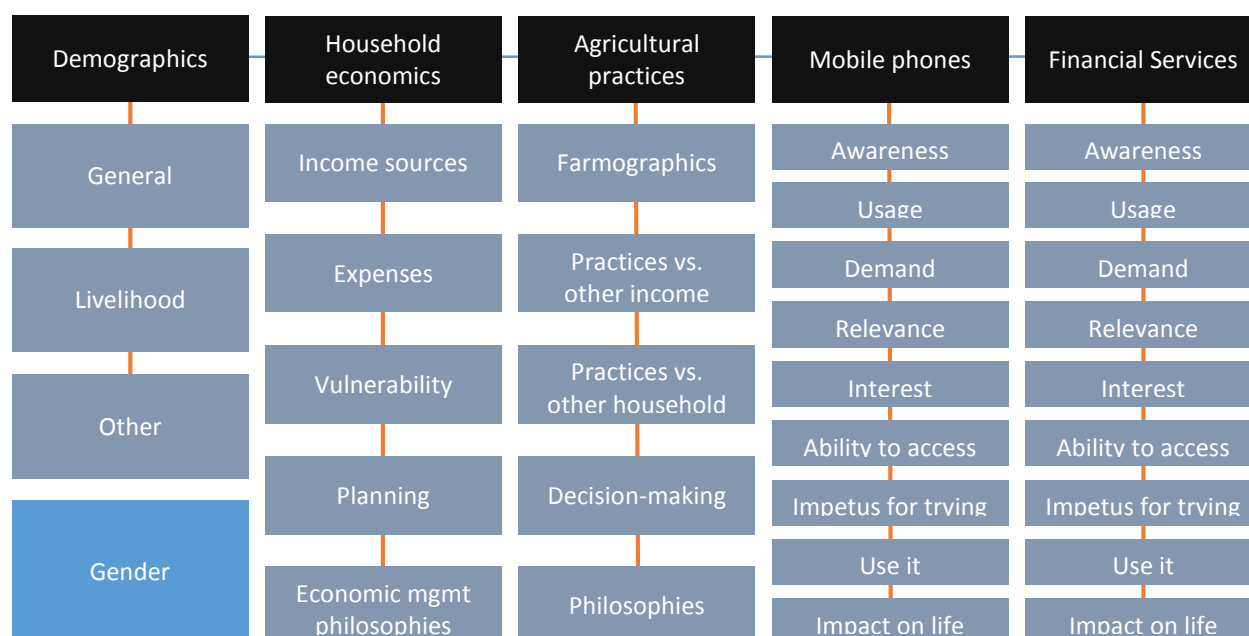 Demographics
General
Livelihood
Other
Gender
Household
economics
Income sources
Expenses
Vulnerability
Planning
Economic mgmt
philosophies
Agricultural
practices
Farmographics
Practices vs.
other income
Practices vs.
other household
Decision-making
Philosophies
Mobile phones
Awareness
Usage
Demand
Relevance
Interest
Ability to access
Impetus for trying
Use it
Impact on life
Financial Services
Awareness
Usage
Demand
Relevance
Interest
Ability to access
Impetus for trying
Use it
Impact on life